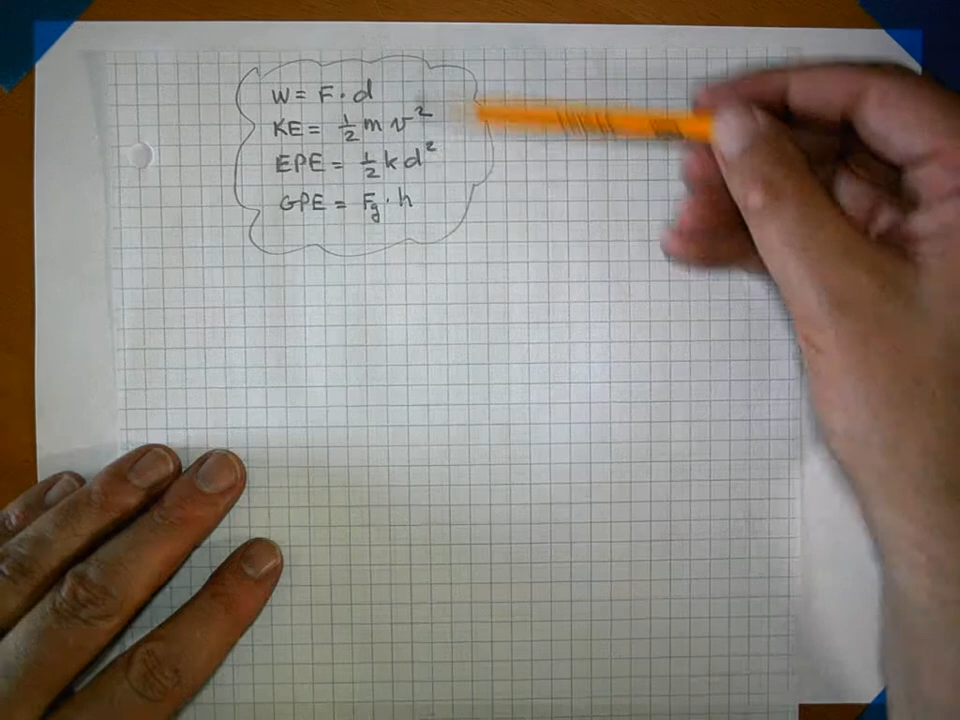 W = F · d
KE = ½ m v²
EPE = ½ k d²
GPE = Fg · h